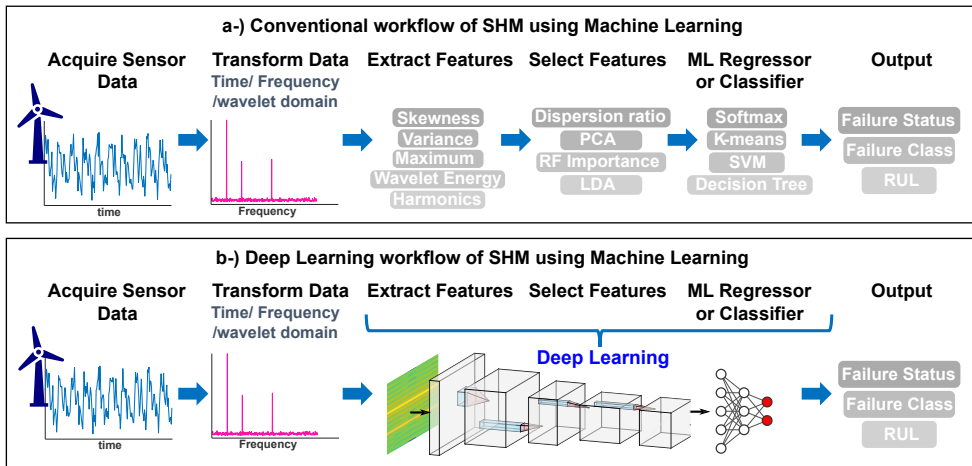 a-) Conventional workflow of SHM using Machine Learning
Acquire Sensor
Data
Transform Data
Time/ Frequency
/wavelet domain
Extract Features
Select Features
ML Regressor
or Classifier
Output
Skewness
Variance
Maximum
Wavelet Energy
Harmonics
Dispersion ratio
PCA
RF Importance
LDA
Softmax
K-means
SVM
Decision Tree
Failure Status
Failure Class
RUL
time
Frequency
b-) Deep Learning workflow of SHM using Machine Learning
Acquire Sensor
Data
Transform Data
Time/ Frequency
/wavelet domain
Extract Features
Select Features
ML Regressor
or Classifier
Output
Deep Learning
Failure Status
Failure Class
RUL
time
Frequency